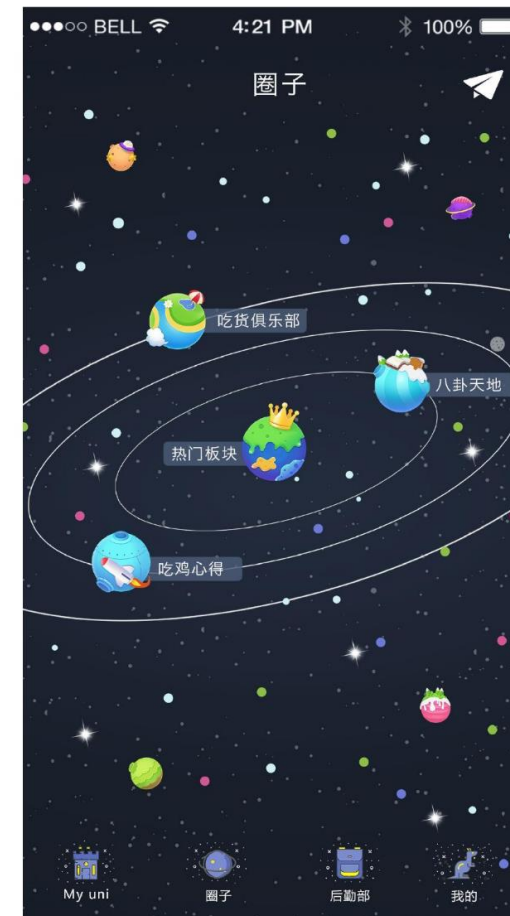 BELL 4:21 PM 100%
圈子
吃货俱乐部
八卦天地
热门板块
吃鸡心得
My uni 圈子 后勤部 我的